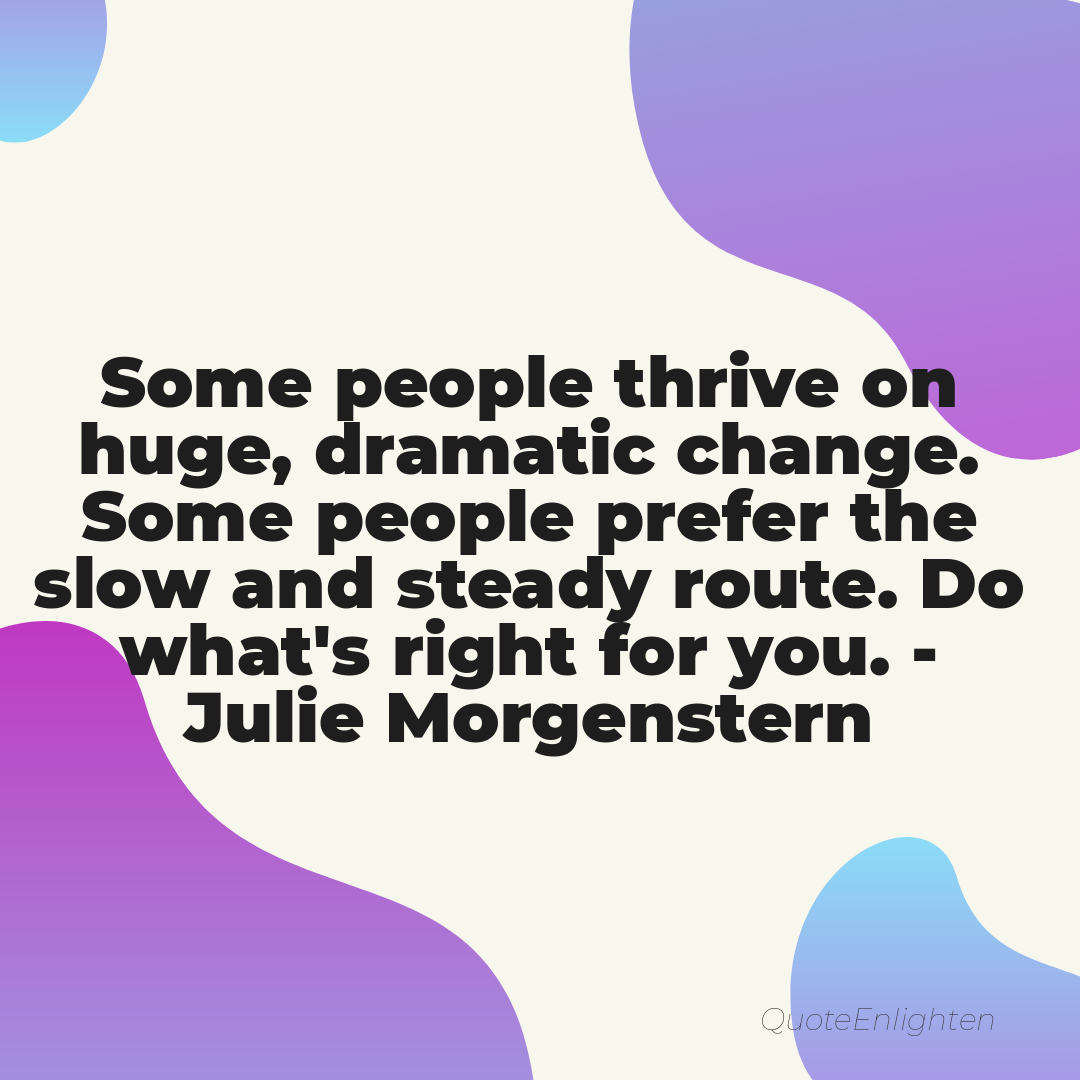 Some people thrive on
huge, dramatic change.
Some people prefer the
slow and steady route. Do
what's right for you. -
Julie Morgenstern
QuoteEnlighten